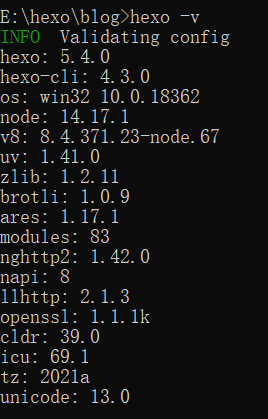 E:\hexo\blog>hexo -v
INFO  Validating config
hexo: 5.4.0
hexo-cli: 4.3.0
os: win32 10.0.18362
node: 14.17.1
v8: 8.4.371.23-node.67
uv: 1.41.0
zlib: 1.2.11
brotli: 1.0.9
ares: 1.17.1
modules: 83
nghttp2: 1.42.0
napi: 8
llhttp: 2.1.3
openssl: 1.1.1k
cldr: 39.0
icu: 69.1
tz: 2021a
unicode: 13.0